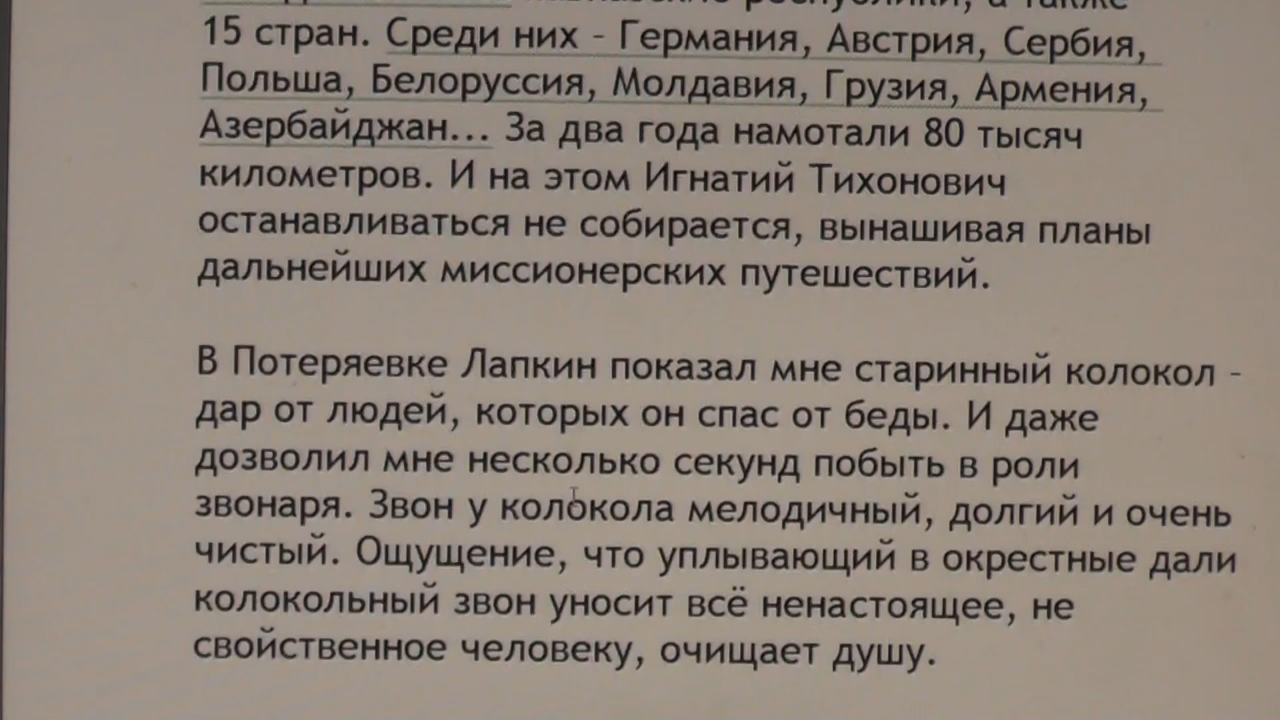 республики, а также
15 стран. Среди них - Германия, Австрия, Сербия,
Польша, Белоруссия, Молдавия, Грузия, Армения,
Азербайджан... За два года намотали 80 тысяч
километров. И на этом Игнатий Тихонович
останавливаться не собирается, вынашивая планы
дальнейших миссионерских путешествий.
В Потеряевке Лапкин показал мне старинный колокол -
дар от людей, которых он спас от беды. И даже
дозволил мне несколько секунд побыть в роли
звонаря. Звон у колокола мелодичный, долгий и очень
чистый. Ощущение, что уплывающий в окрестные дали
колокольный звон уносит всё ненастоящее, не
свойственное человеку, очищает душу.